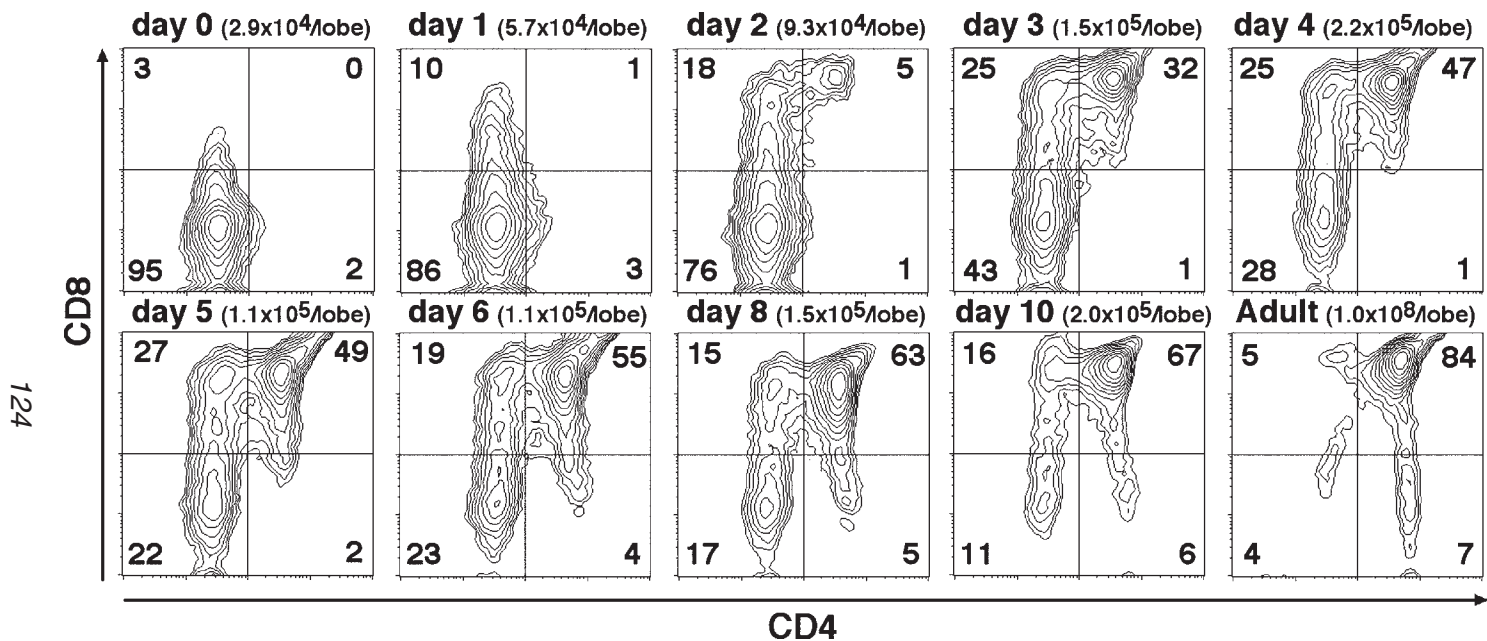 day 0 (2.9x10⁴/lobe)
3 0
95 2
day 1 (5.7x10⁴/lobe)
10 1
86 3
day 2 (9.3x10⁴/lobe)
18 5
76 1
day 3 (1.5x10⁵/lobe)
25 32
43 1
day 4 (2.2x10⁵/lobe)
25 47
28 1
day 5 (1.1x10⁵/lobe)
27 49
22 2
day 6 (1.1x10⁵/lobe)
19 55
23 4
day 8 (1.5x10⁵/lobe)
15 63
17 5
day 10 (2.0x10⁵/lobe)
16 67
11 6
Adult (1.0x10⁸/lobe)
5 84
4 7
CD8
CD4
124